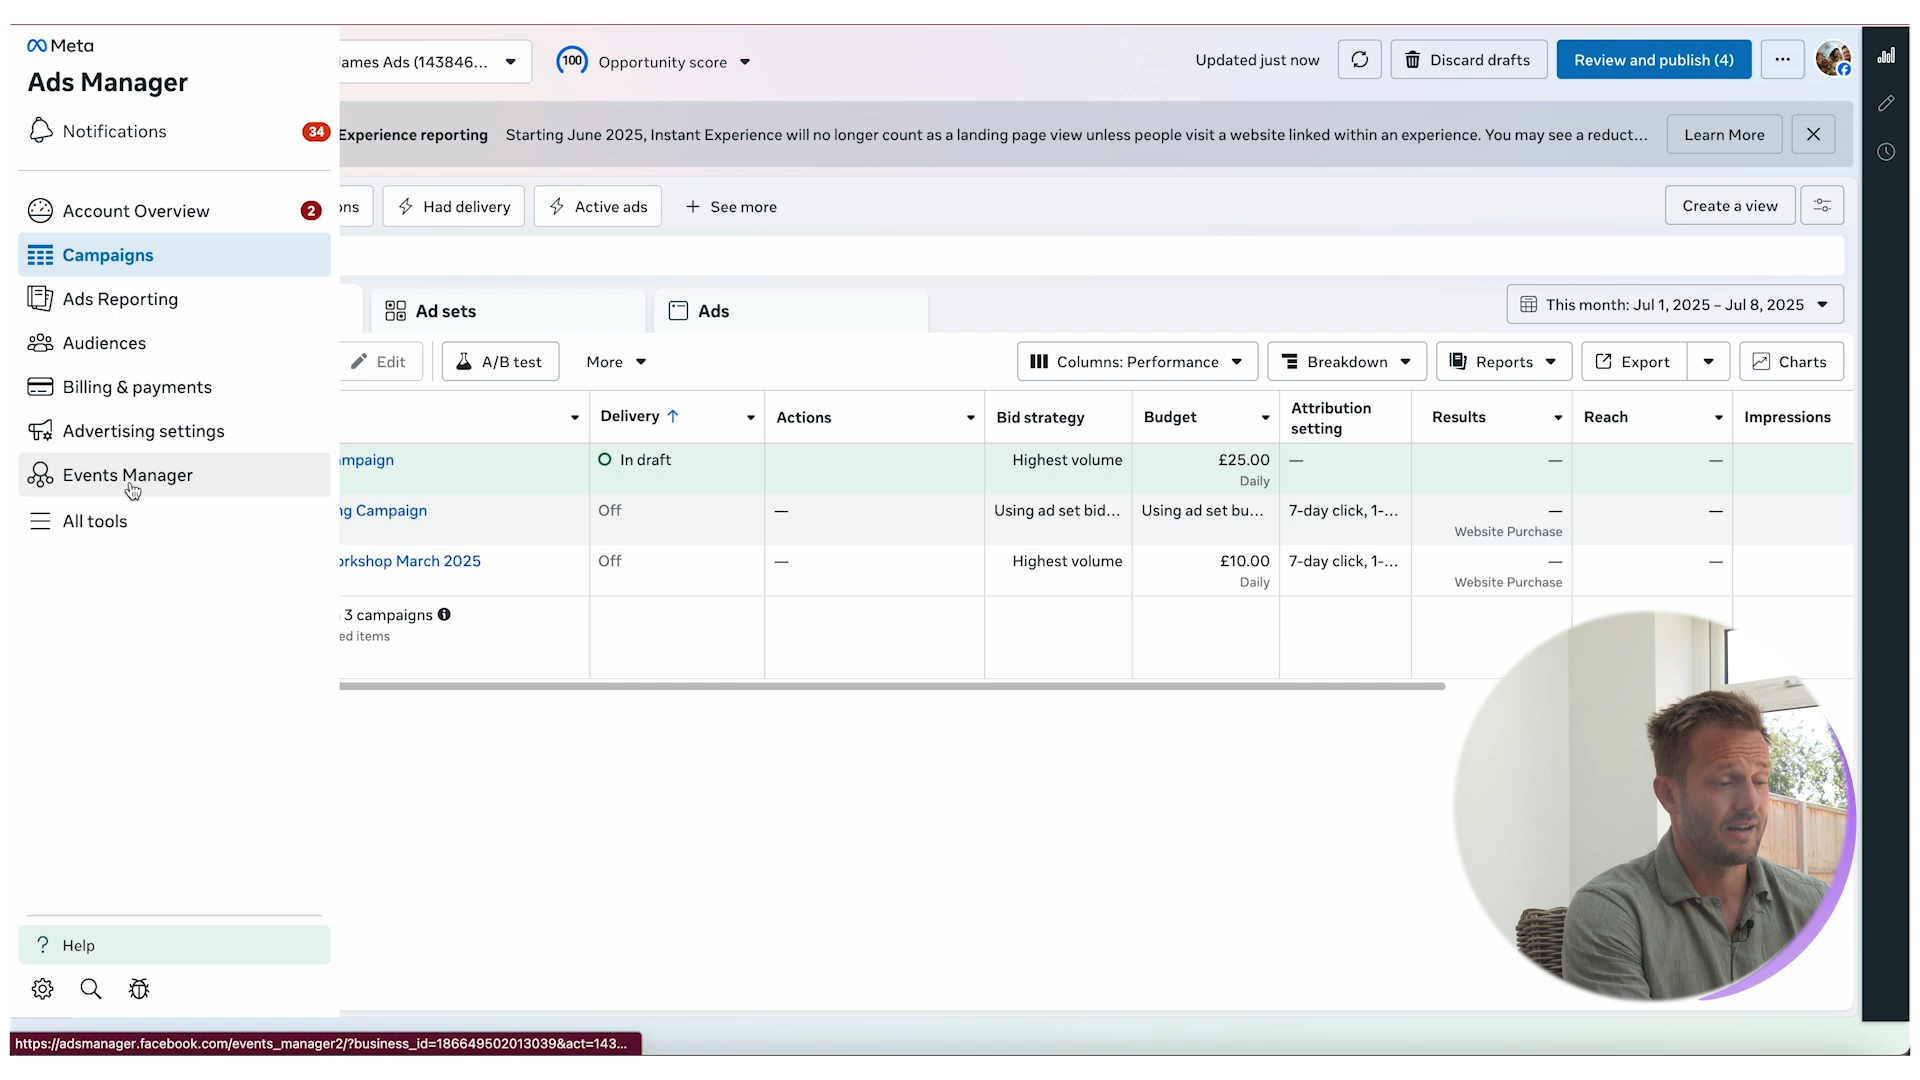 Meta
Ads Manager
Notifications 34
Account Overview 2
Campaigns
Ads Reporting
Audiences
Billing & payments
Advertising settings
Events Manager
All tools
? Help
James Ads (143846... 100 Opportunity score Updated just now Discard drafts Review and publish (4) ...
Experience reporting Starting June 2025, Instant Experience will no longer count as a landing page view unless people visit a website linked within an experience. You may see a reduct... Learn More
ons Had delivery Active ads + See more Create a view
Ad sets Ads This month: Jul 1, 2025 – Jul 8, 2025
Edit A/B test More Columns: Performance Breakdown Reports Export Charts
Delivery ↑ Actions Bid strategy Budget Attribution setting Results Reach Impressions
mpaign In draft Highest volume £25.00 — — —
Daily
ng Campaign Off — Using ad set bid... Using ad set bu... 7-day click, 1-... — —
Website Purchase
orkshop March 2025 Off — Highest volume £10.00 7-day click, 1-... — —
Daily Website Purchase
3 campaigns
ed items
https://adsmanager.facebook.com/events_manager2/?business_id=186649502013039&act=143...